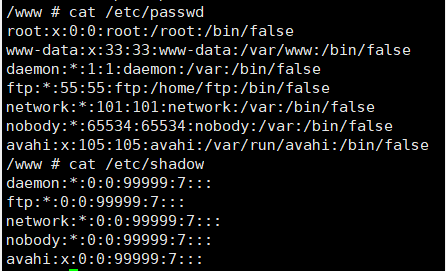 /www # cat /etc/passwd
root:x:0:0:root:/root:/bin/false
www-data:x:33:33:www-data:/var/www:/bin/false
daemon:*:1:1:daemon:/var:/bin/false
ftp:*:55:55:ftp:/home/ftp:/bin/false
network:*:101:101:network:/var:/bin/false
nobody:*:65534:65534:nobody:/var:/bin/false
avahi:x:105:105:avahi:/var/run/avahi:/bin/false
/www # cat /etc/shadow
daemon:*:0:0:99999:7:::
ftp:*:0:0:99999:7:::
network:*:0:0:99999:7:::
nobody:*:0:0:99999:7:::
avahi:x:0:0:99999:7:::